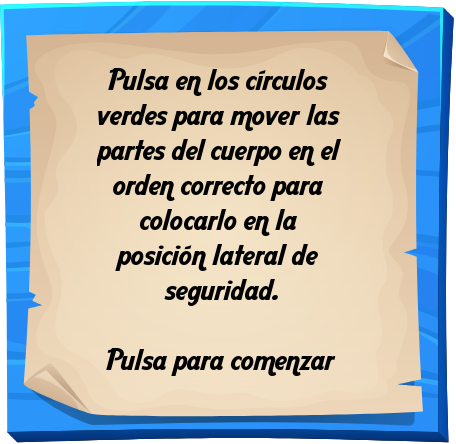 Pulsa en los círculos
verdes para mover las
partes del cuerpo en el
orden correcto para
colocarlo en la
posición lateral de
seguridad.
Pulsa para comenzar